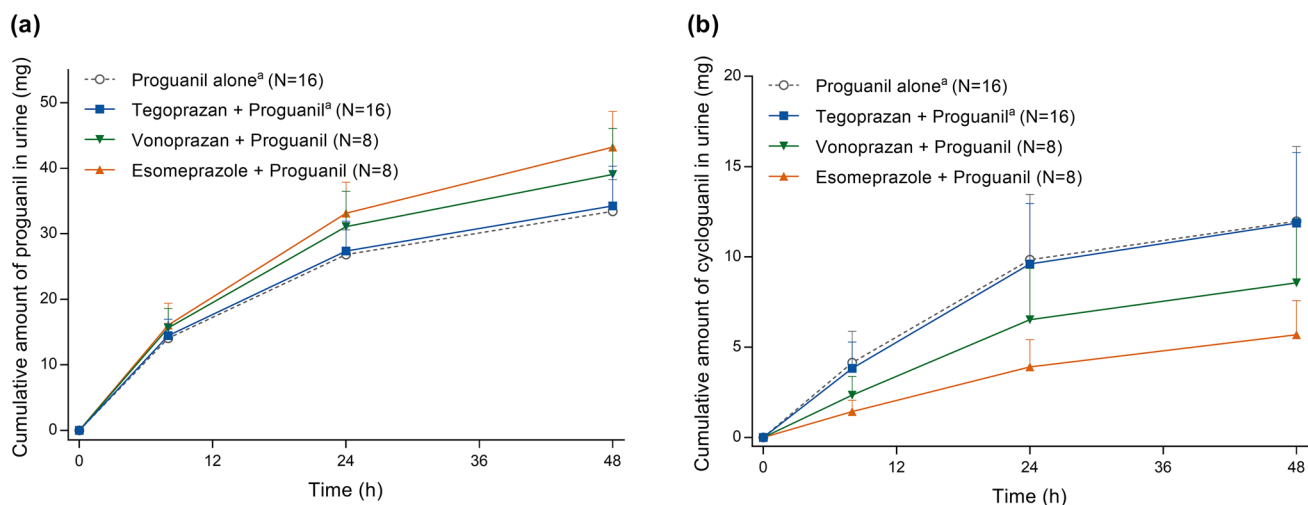 (a)
Cumulative amount of proguanil in urine (mg)
50
40
30
20
10
0
Proguanil aloneᵃ (N=16)
Tegoprazan + Proguanilᵃ (N=16)
Vonoprazan + Proguanil (N=8)
Esomeprazole + Proguanil (N=8)
0 12 24 36 48
Time (h)
(b)
Cumulative amount of cycloguanil in urine (mg)
20
15
10
5
0
Proguanil aloneᵃ (N=16)
Tegoprazan + Proguanilᵃ (N=16)
Vonoprazan + Proguanil (N=8)
Esomeprazole + Proguanil (N=8)
0 12 24 36 48
Time (h)